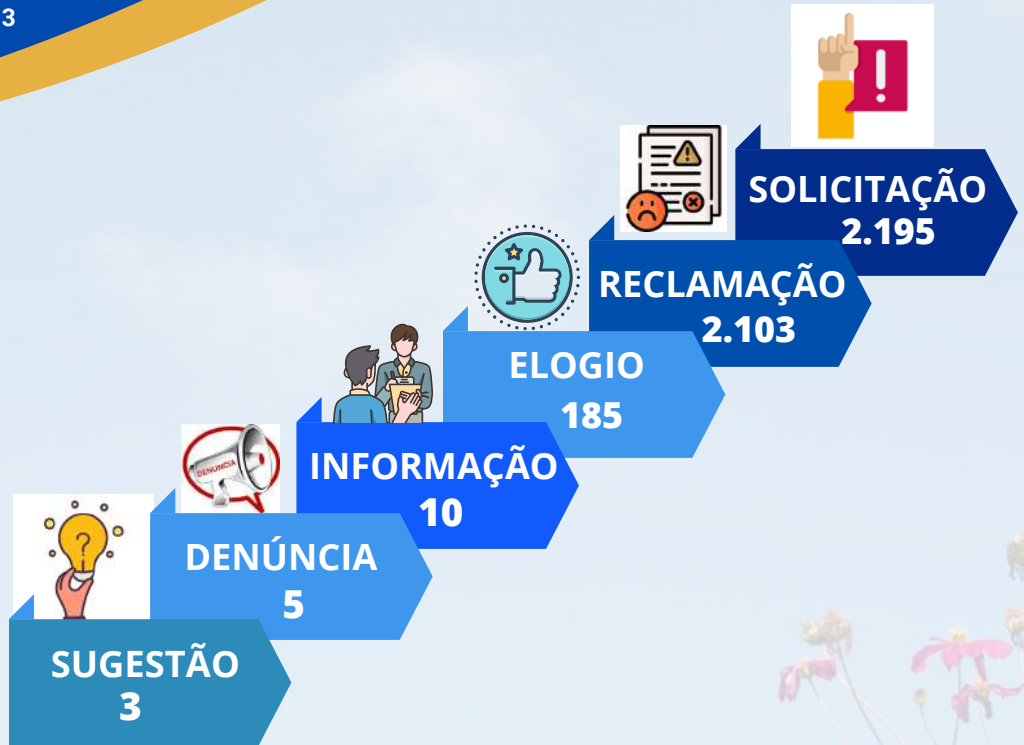 3
SOLICITAÇÃO
2.195
RECLAMAÇÃO
2.103
ELOGIO
185
INFORMAÇÃO
10
DENÚNCIA
DENÚNCIA
5
SUGESTÃO
3